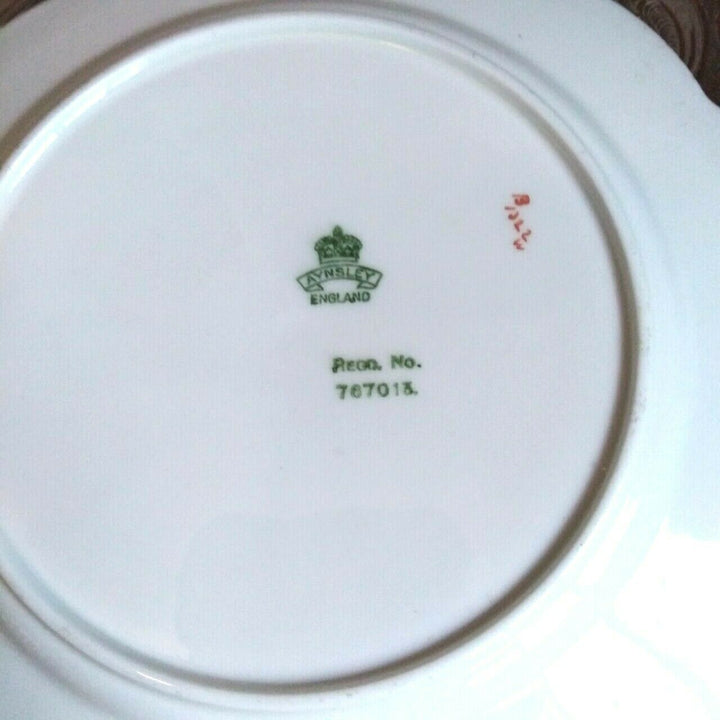 AYNSLEY
ENGLAND
REGD. No.
767013.